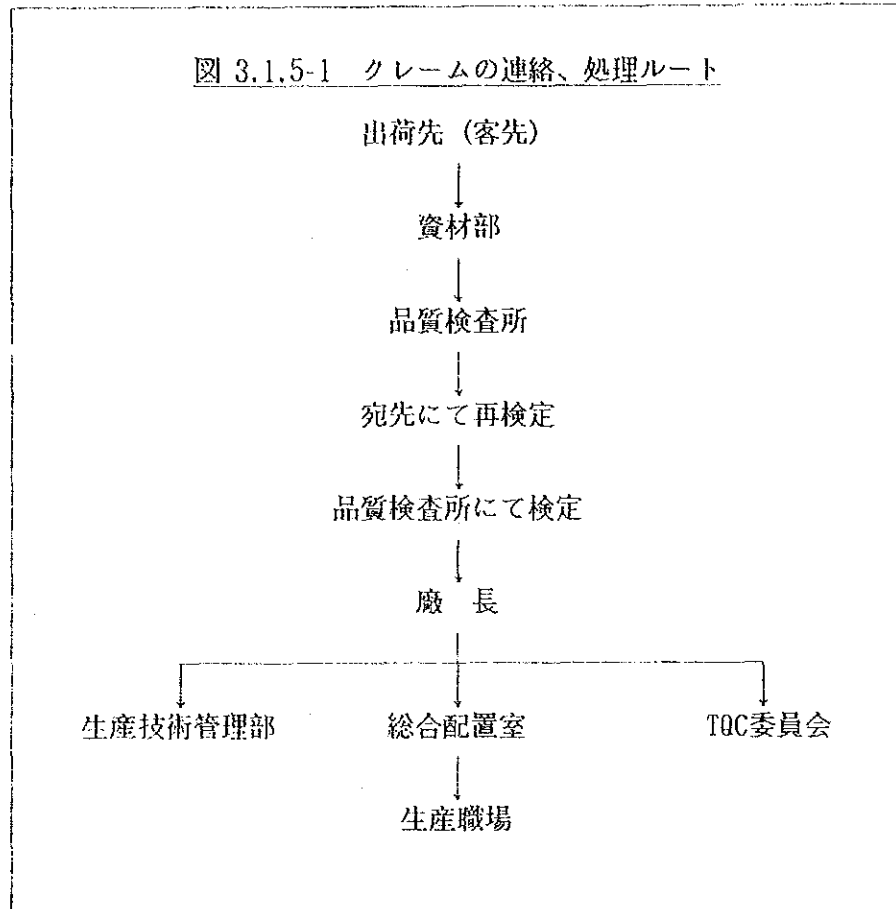 図 3.1.5-1 クレームの連絡、処理ルート
出荷先 (客先)
資材部
品質検査所
宛先にて再検定
品質検査所にて検定
廠 長
生産技術管理部 総合配置室 TQC委員会
生産職場